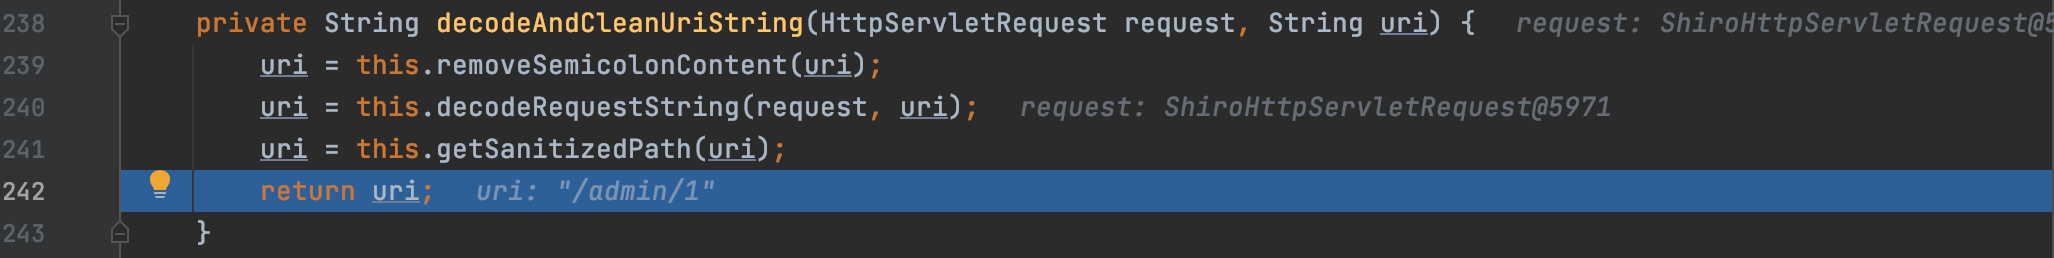 238 private String decodeAndCleanUriString(HttpServletRequest request, String uri) { request: ShiroHttpServletRequest@5
239 uri = this.removeSemicolonContent(uri);
240 uri = this.decodeRequestString(request, uri); request: ShiroHttpServletRequest@5971
241 uri = this.getSanitizedPath(uri);
242 return uri; uri: "/admin/1"
243 }